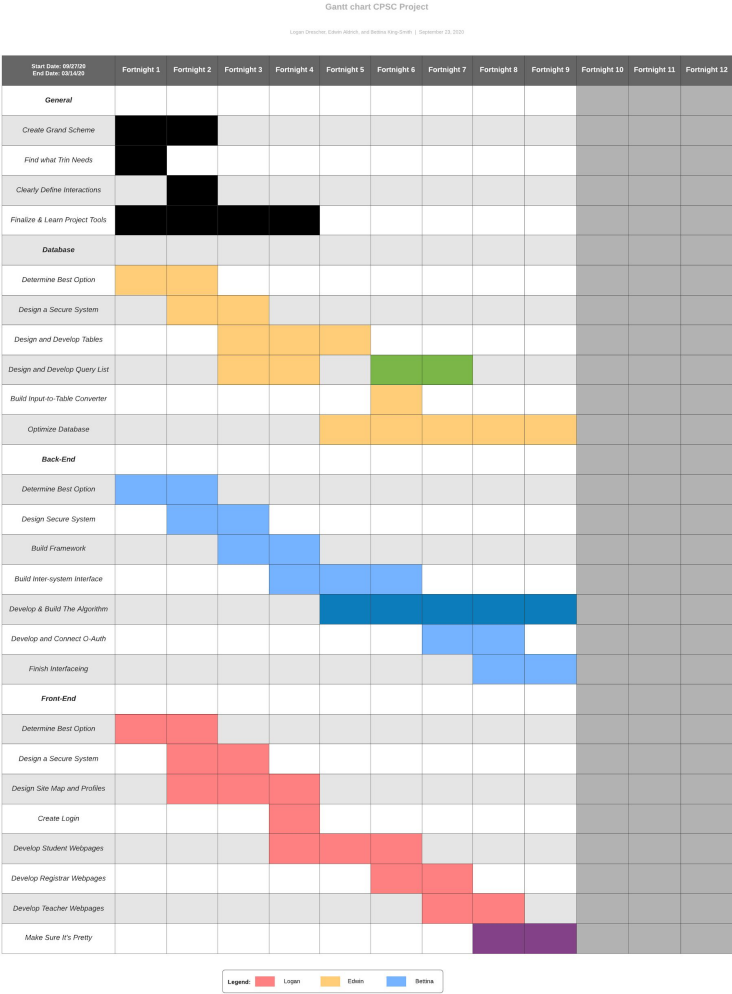 Gantt chart CPSC Project
Logan Drescher, Edwin Aldrich, and Bettina King-Smith | September 23, 2020
Start Date: 09/27/20
End Date: 03/14/20
Fortnight 1 Fortnight 2 Fortnight 3 Fortnight 4 Fortnight 5 Fortnight 6 Fortnight 7 Fortnight 8 Fortnight 9 Fortnight 10 Fortnight 11 Fortnight 12
General
Create Grand Scheme
Find what Trin Needs
Clearly Define Interactions
Finalize & Learn Project Tools
Database
Determine Best Option
Design a Secure System
Design and Develop Tables
Design and Develop Query List
Build Input-to-Table Converter
Optimize Database
Back-End
Determine Best Option
Design Secure System
Build Framework
Build Inter-system Interface
Develop & Build The Algorithm
Develop and Connect O-Auth
Finish Interfaceing
Front-End
Determine Best Option
Design a Secure System
Design Site Map and Profiles
Create Login
Develop Student Webpages
Develop Registrar Webpages
Develop Teacher Webpages
Make Sure It's Pretty
Legend: Logan Edwin Bettina